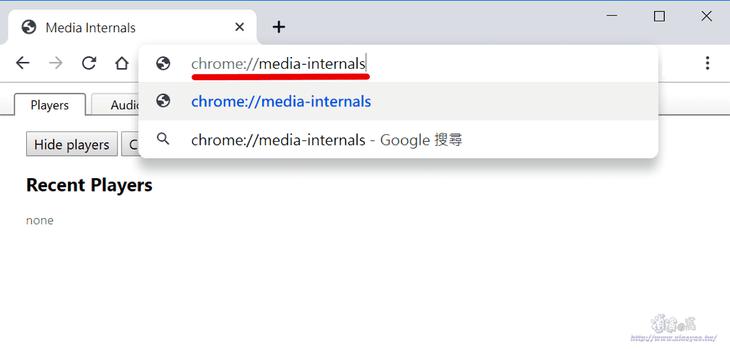 Media Internals
chrome://media-internals
Players Audio
chrome://media-internals
Hide players
chrome://media-internals - Google 搜尋
Recent Players
none